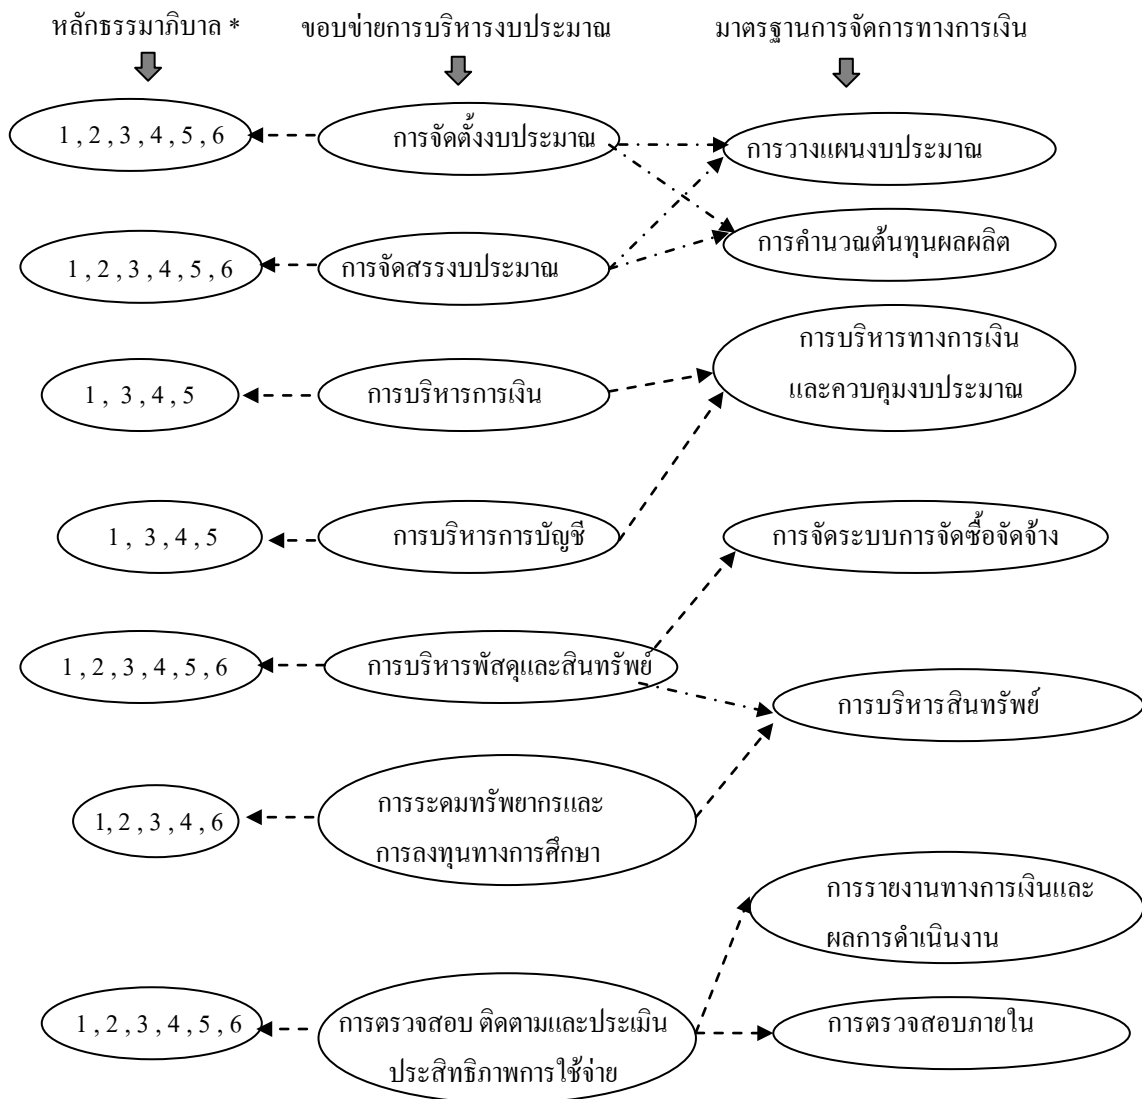 หลักธรรมาภิบาล * ขอบข่ายการบริหารงบประมาณ มาตรฐานการจัดการทางการเงิน
1 , 2 , 3 , 4 , 5 , 6 การจัดตั้งงบประมาณ การวางแผนงบประมาณ
การคำนวณต้นทุนผลผลิต
1 , 2 , 3 , 4 , 5 , 6 การจัดสรรงบประมาณ
การบริหารทางการเงิน
และควบคุมงบประมาณ
1 , 3 , 4 , 5 การบริหารการเงิน
1 , 3 , 4 , 5 การบริหารการบัญชี การจัดระบบการจัดซื้อจัดจ้าง
1 , 2 , 3 , 4 , 5 , 6 การบริหารพัสดุและสินทรัพย์
การบริหารสินทรัพย์
การระดมทรัพยากรและ
1, 2 , 3 , 4 , 6
การลงทุนทางการศึกษา
การรายงานทางการเงินและ
ผลการดำเนินงาน
1 , 2 , 3 , 4 , 5 , 6 การตรวจสอบ ติดตามและประเมิน การตรวจสอบภายใน
ประสิทธิภาพการใช้จ่าย